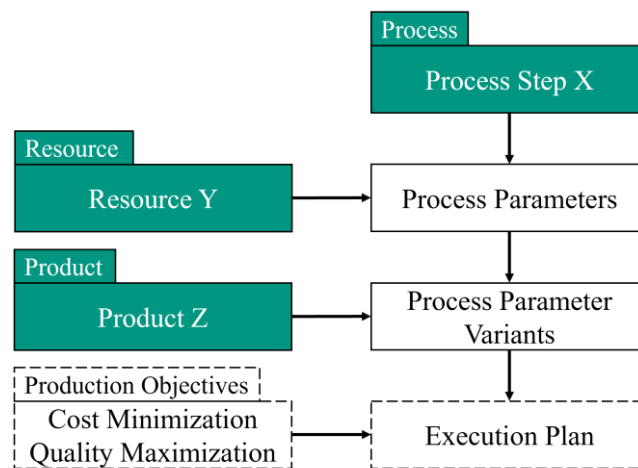 Process
Process Step X
Resource
Resource Y
Process Parameters
Product
Product Z
Process Parameter
Variants
Production Objectives
Cost Minimization
Quality Maximization
Execution Plan